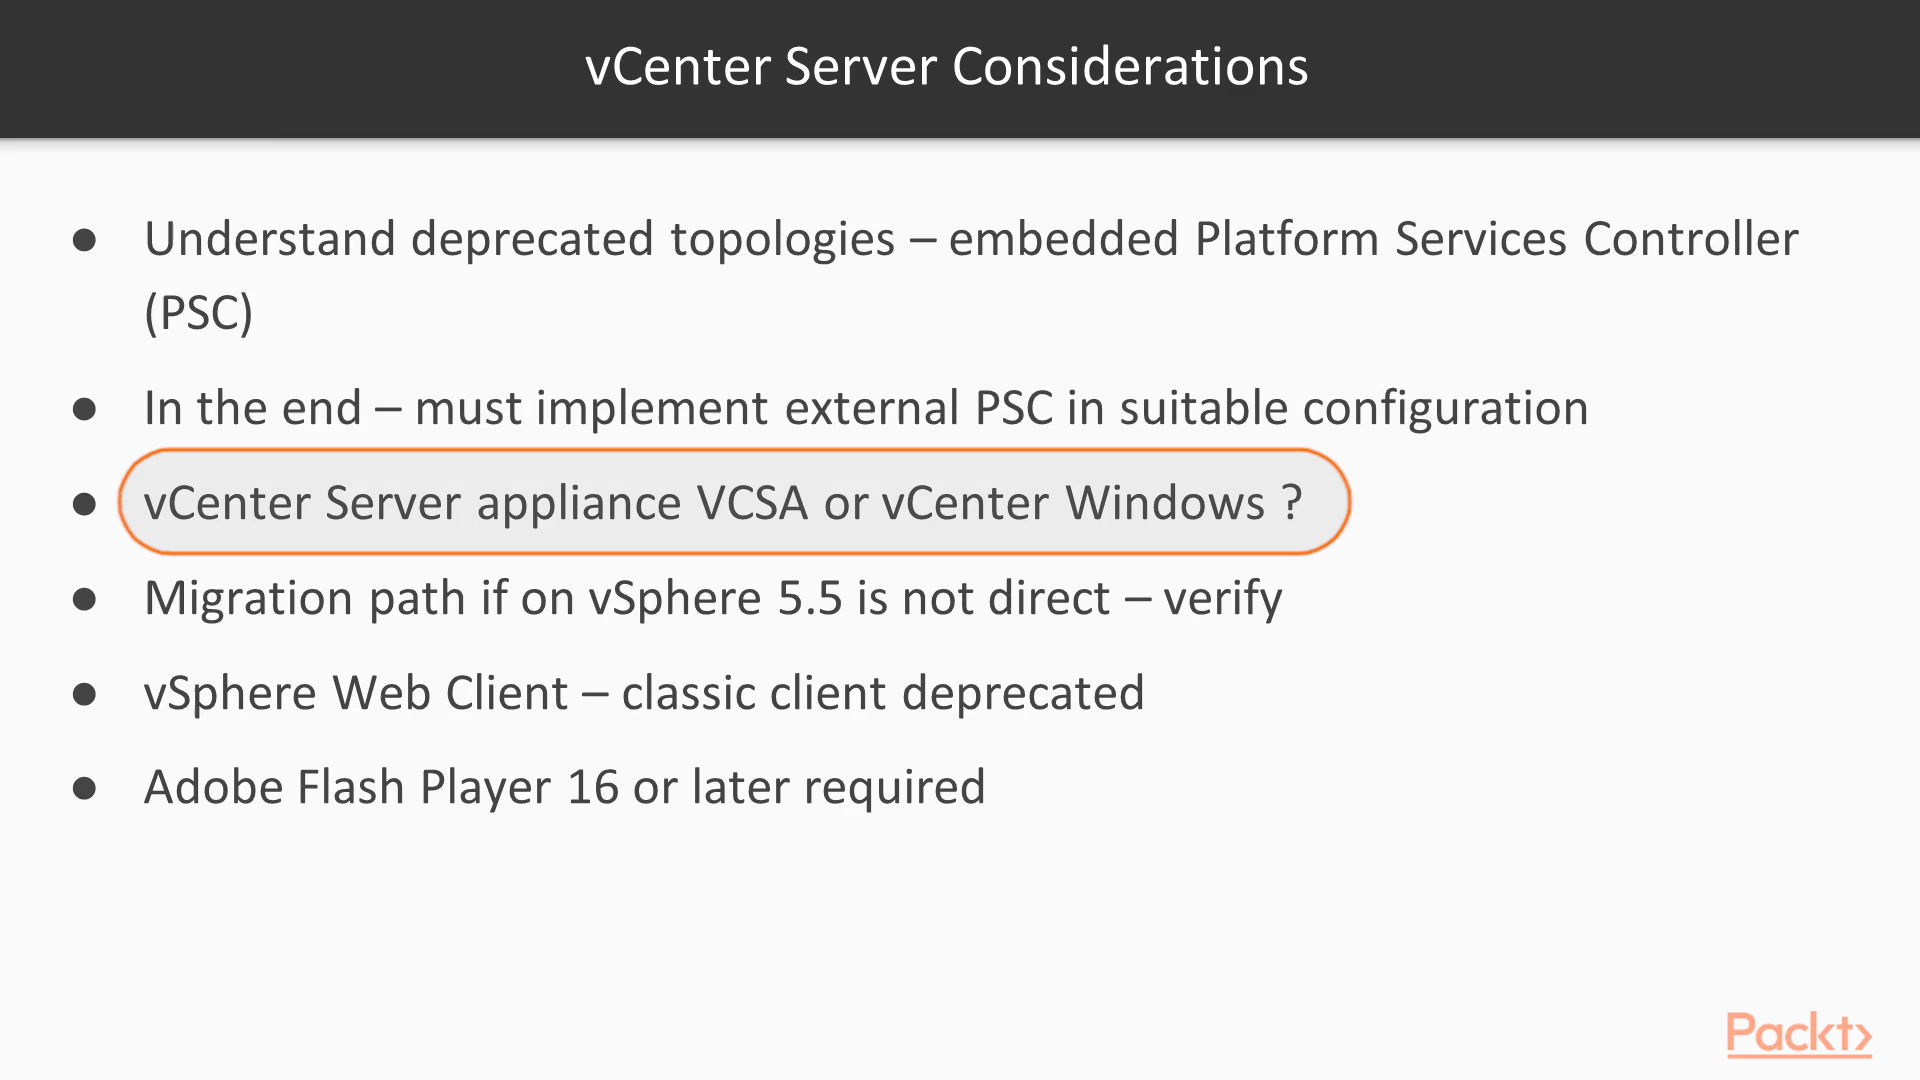 vCenter Server Considerations
● Understand deprecated topologies – embedded Platform Services Controller
(PSC)
● In the end – must implement external PSC in suitable configuration
● vCenter Server appliance VCSA or vCenter Windows ?
● Migration path if on vSphere 5.5 is not direct – verify
● vSphere Web Client – classic client deprecated
● Adobe Flash Player 16 or later required
Packt>